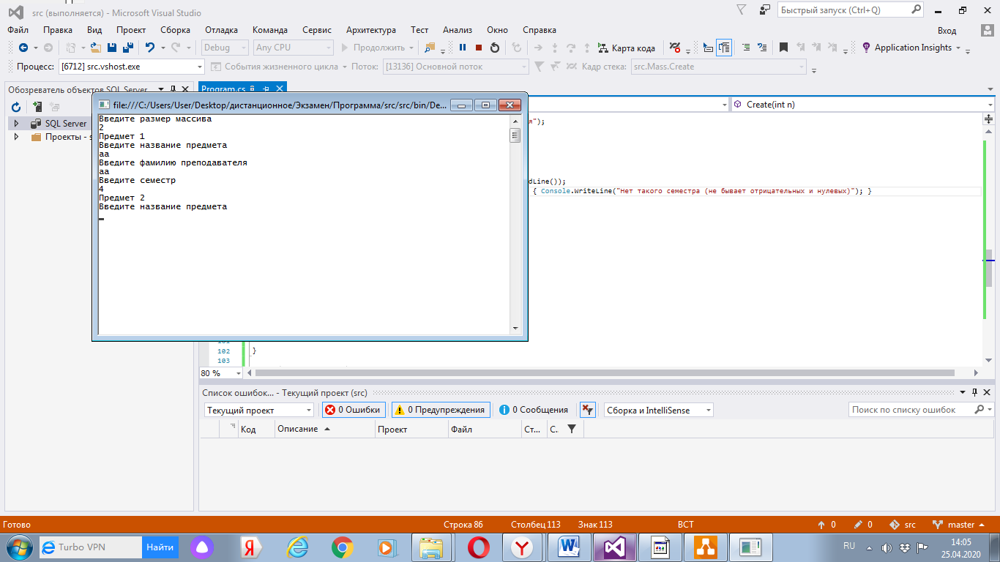 src (выполняется) - Microsoft Visual Studio
Быстрый запуск (Ctrl+Q)
Файл Правка Вид Проект Сборка Отладка Команда Сервис Архитектура Тест Анализ Окно Справка
Вход
Debug Any CPU Продолжить Карта кода Application Insights
Процесс: [6712] src.vshost.exe События жизненного цикла Поток: [13136] Основной поток Кадр стека: src.Mass.Create
Обозреватель объектов SQL Server
Program.cs
SQL Server
Проекты - s
file:///C:/Users/User/Desktop/дистанционное/Экзамен/Программа/src/src/bin/De...
Введите размер массива
2
Предмет 1
Введите название предмета
аа
Введите фамилию преподавателя
аа
Введите семестр
4
Предмет 2
Введите название предмета
Create(int n)
я");
dLine());
{ Console.WriteLine("Нет такого семестра (не бывает отрицательных и нулевых)"); }
101
102 }
103
80 %
Список ошибок... - Текущий проект (src)
Текущий проект 0 Ошибки 0 Предупреждения 0 Сообщения Сборка и IntelliSense Поиск по списку ошибок
Код Описание Проект Файл Ст... С.
Готово Строка 86 Столбец 113 Знак 113 ВСТ 0 0 src master
Turbo VPN Найти
RU
14:05
25.04.2020